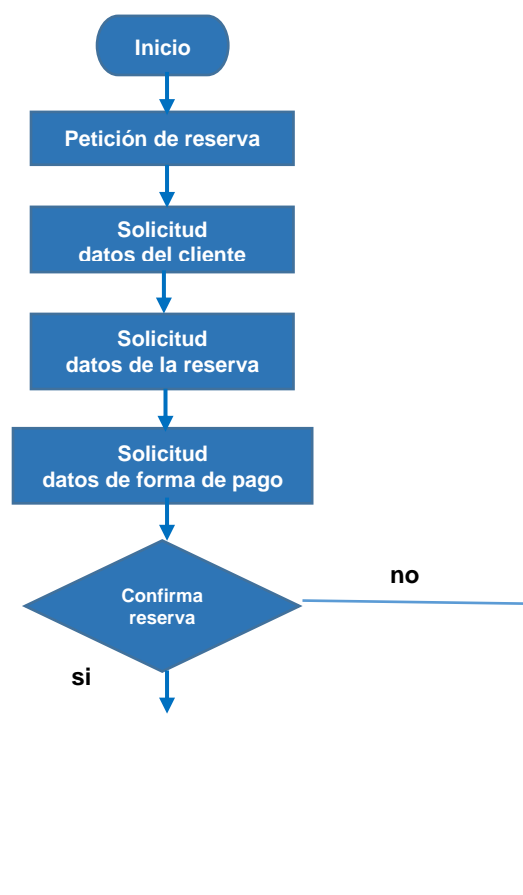 Inicio
Petición de reserva
Solicitud
datos del cliente
Solicitud
datos de la reserva
Solicitud
datos de forma de pago
Confirma
reserva
no
si